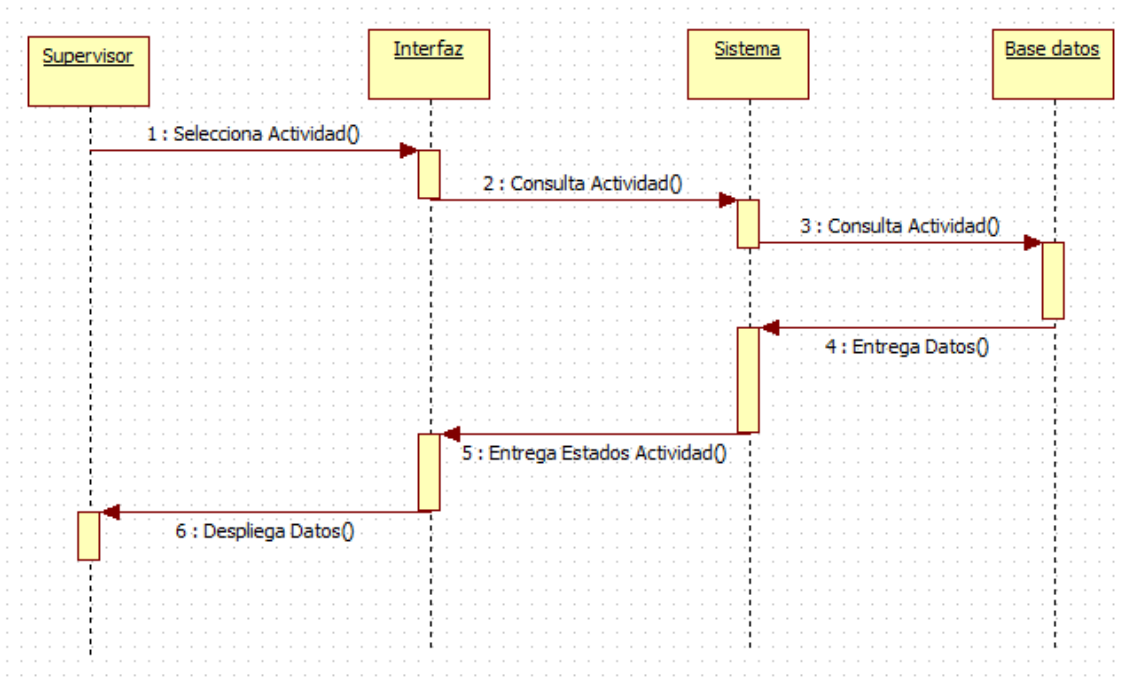 Supervisor
Interfaz
Sistema
Base datos
1 : Selecciona Actividad()
2 : Consulta Actividad()
3 : Consulta Actividad()
4 : Entrega Datos()
5 : Entrega Estados Actividad()
6 : Despliega Datos()